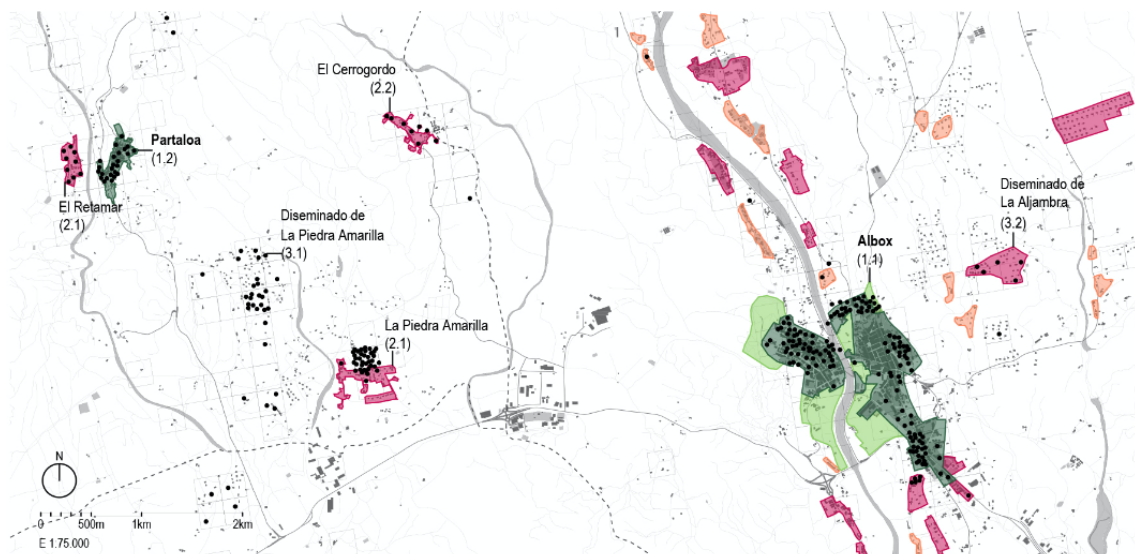 1
El Cerrogordo
(2.2)
Partaloa
(1.2)
El Retamar
(2.1)
Diseminado de
La Piedra Amarilla
(3.1)
Diseminado de
La Aljambra
(3.2)
Albox
(1.1)
La Piedra Amarilla
(2.1)
N
0 500m 1km 2km
E 1.75.000